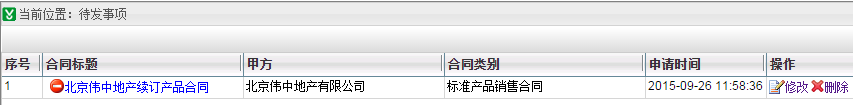 当前位置：待发事项
序号 合同标题 甲方 合同类别 申请时间 操作
1 北京伟中地产续订产品合同 北京伟中地产有限公司 标准产品销售合同 2015-09-26 11:58:36 修改 删除